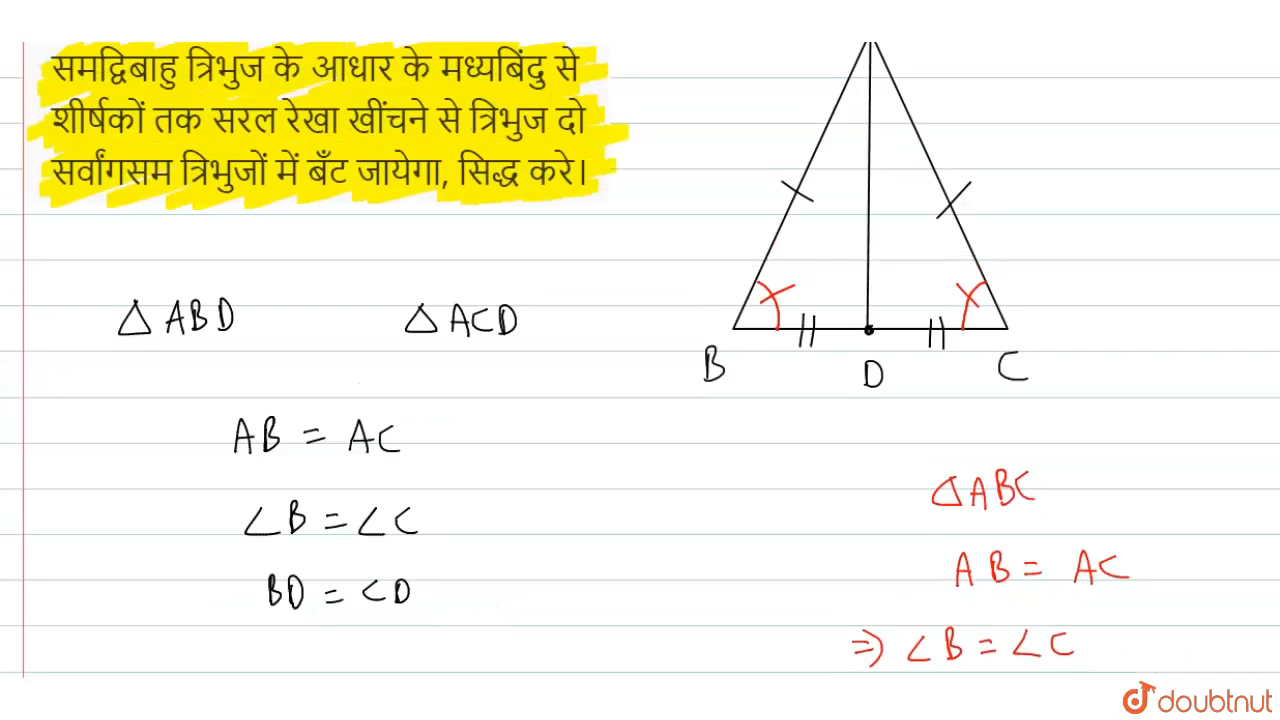 समद्विबाहु त्रिभुज के आधार के मध्यबिंदु से
शीर्षकों तक सरल रेखा खींचने से त्रिभुज दो
सर्वांगसम त्रिभुजों में बँट जायेगा, सिद्ध करे।
△ ABD △ ACD
AB = AC
∠B = ∠C
BD = CD
B D C
△ABC
AB = AC
⇒ ∠B = ∠C
doubtnut